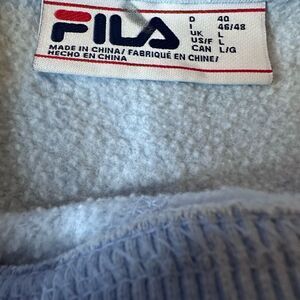 FILA
D 40
I 46/48
UK L
US/F L
CAN L/G
MADE IN CHINA/ FABRIQUÉ EN CHINE/
HECHO EN CHINA